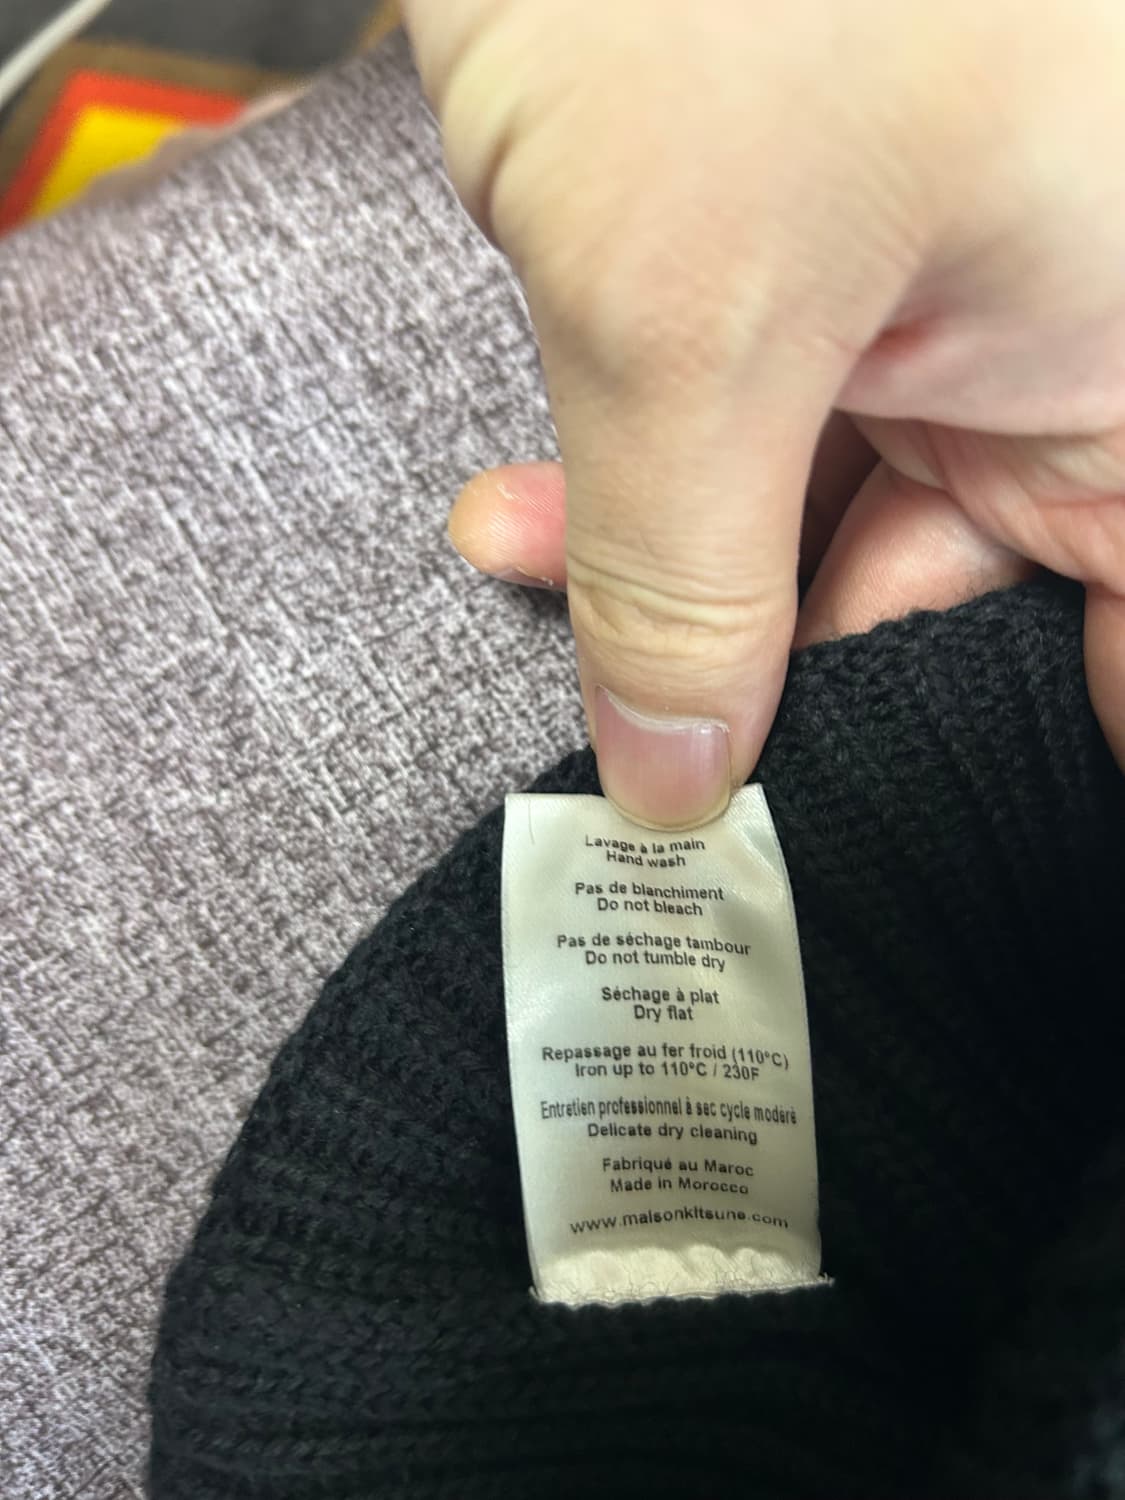 Lavage à la main
Hand wash
Pas de blanchiment
Do not bleach
Pas de séchage tambour
Do not tumble dry
Séchage à plat
Dry flat
Repassage au fer froid (110°C)
Iron up to 110°C / 230F
Entretien professionnel à sec cycle modéré
Delicate dry cleaning
Fabriqué au Maroc
Made in Morocco
www.maisonkitsune.com